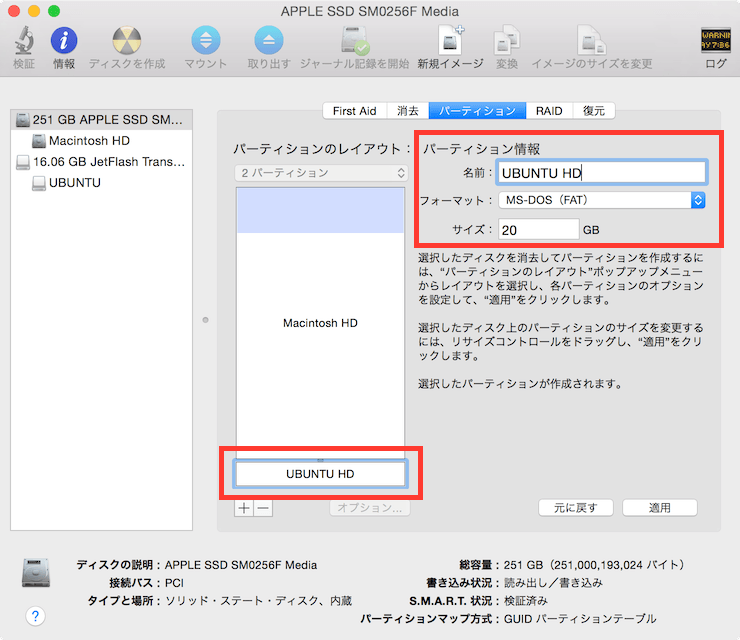 APPLE SSD SM0256F Media
検証
情報
ディスクを作成
マウント
取り出す
ジャーナル記録を開始
新規イメージ
変換
イメージのサイズを変更
ログ
251 GB APPLE SSD SM...
Macintosh HD
16.06 GB JetFlash Trans...
UBUNTU
First Aid
消去
パーティション
RAID
復元
パーティションのレイアウト：
2 パーティション
Macintosh HD
UBUNTU HD
オプション...
パーティション情報
名前：
UBUNTU HD
フォーマット：
MS-DOS（FAT）
サイズ：
20
GB
選択したディスクを消去してパーティションを作成するに
は、“パーティションのレイアウト”ポップアップメニュー
からレイアウトを選択し、各パーティションのオプション
を設定して、“適用”をクリックします。
選択したディスク上のパーティションのサイズを変更する
には、リサイズコントロールをドラッグし、“適用”をクリ
ックします。
選択したパーティションが作成されます。
元に戻す
適用
ディスクの説明：APPLE SSD SM0256F Media
接続バス：PCI
タイプと場所：ソリッド・ステート・ディスク、内蔵
総容量：251 GB（251,000,193,024 バイト）
書き込み状況：読み出し／書き込み
S.M.A.R.T. 状況：検証済み
パーティションマップ方式：GUID パーティションテーブル
?